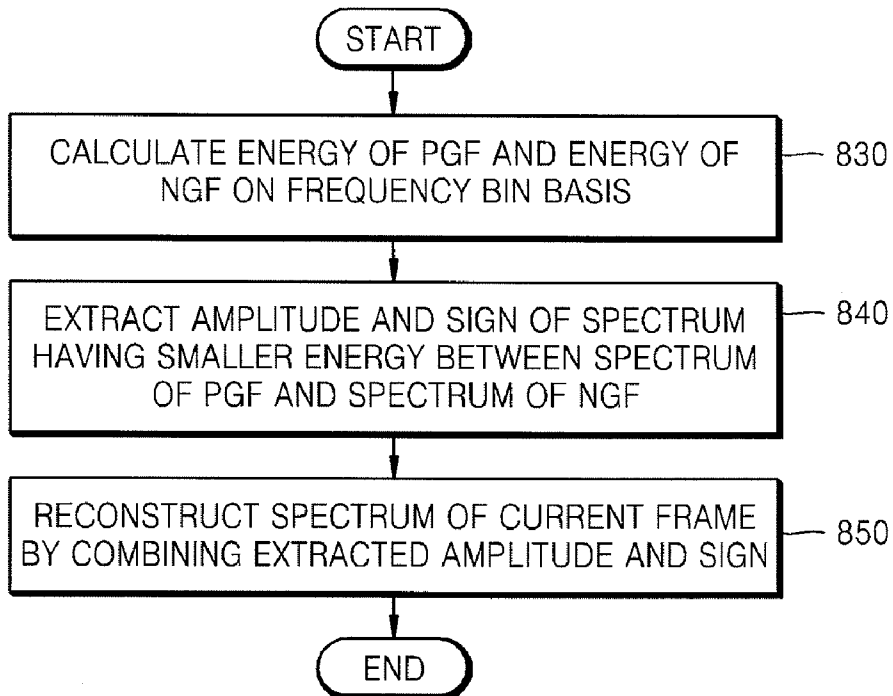 START
CALCULATE ENERGY OF PGF AND ENERGY OF
NGF ON FREQUENCY BIN BASIS
830
EXTRACT AMPLITUDE AND SIGN OF SPECTRUM
HAVING SMALLER ENERGY BETWEEN SPECTRUM
OF PGF AND SPECTRUM OF NGF
840
RECONSTRUCT SPECTRUM OF CURRENT FRAME
BY COMBINING EXTRACTED AMPLITUDE AND SIGN
850
END